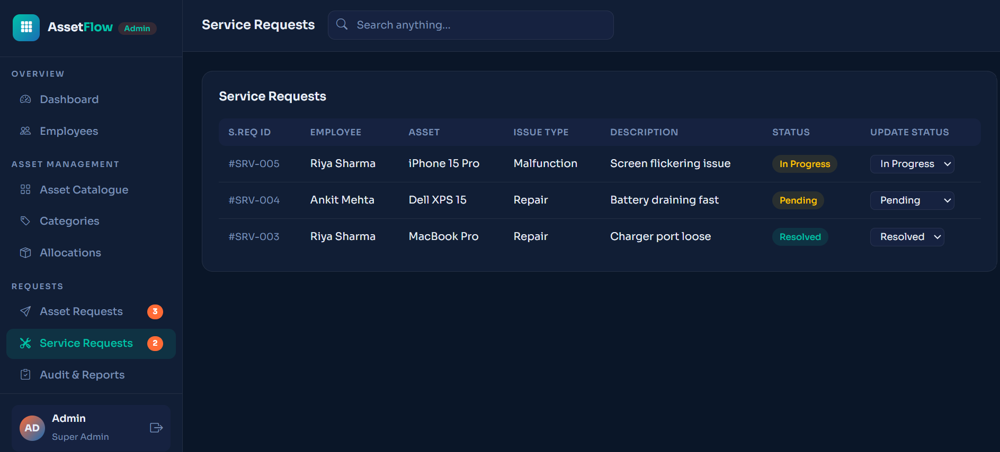 AssetFlow Admin
OVERVIEW
Dashboard
Employees
ASSET MANAGEMENT
Asset Catalogue
Categories
Allocations
REQUESTS
Asset Requests 3
Service Requests 2
Audit & Reports
AD
Admin
Super Admin
Service Requests
Search anything...
Service Requests
S.REQ ID EMPLOYEE ASSET ISSUE TYPE DESCRIPTION STATUS UPDATE STATUS
#SRV-005 Riya Sharma iPhone 15 Pro Malfunction Screen flickering issue In Progress In Progress
#SRV-004 Ankit Mehta Dell XPS 15 Repair Battery draining fast Pending Pending
#SRV-003 Riya Sharma MacBook Pro Repair Charger port loose Resolved Resolved